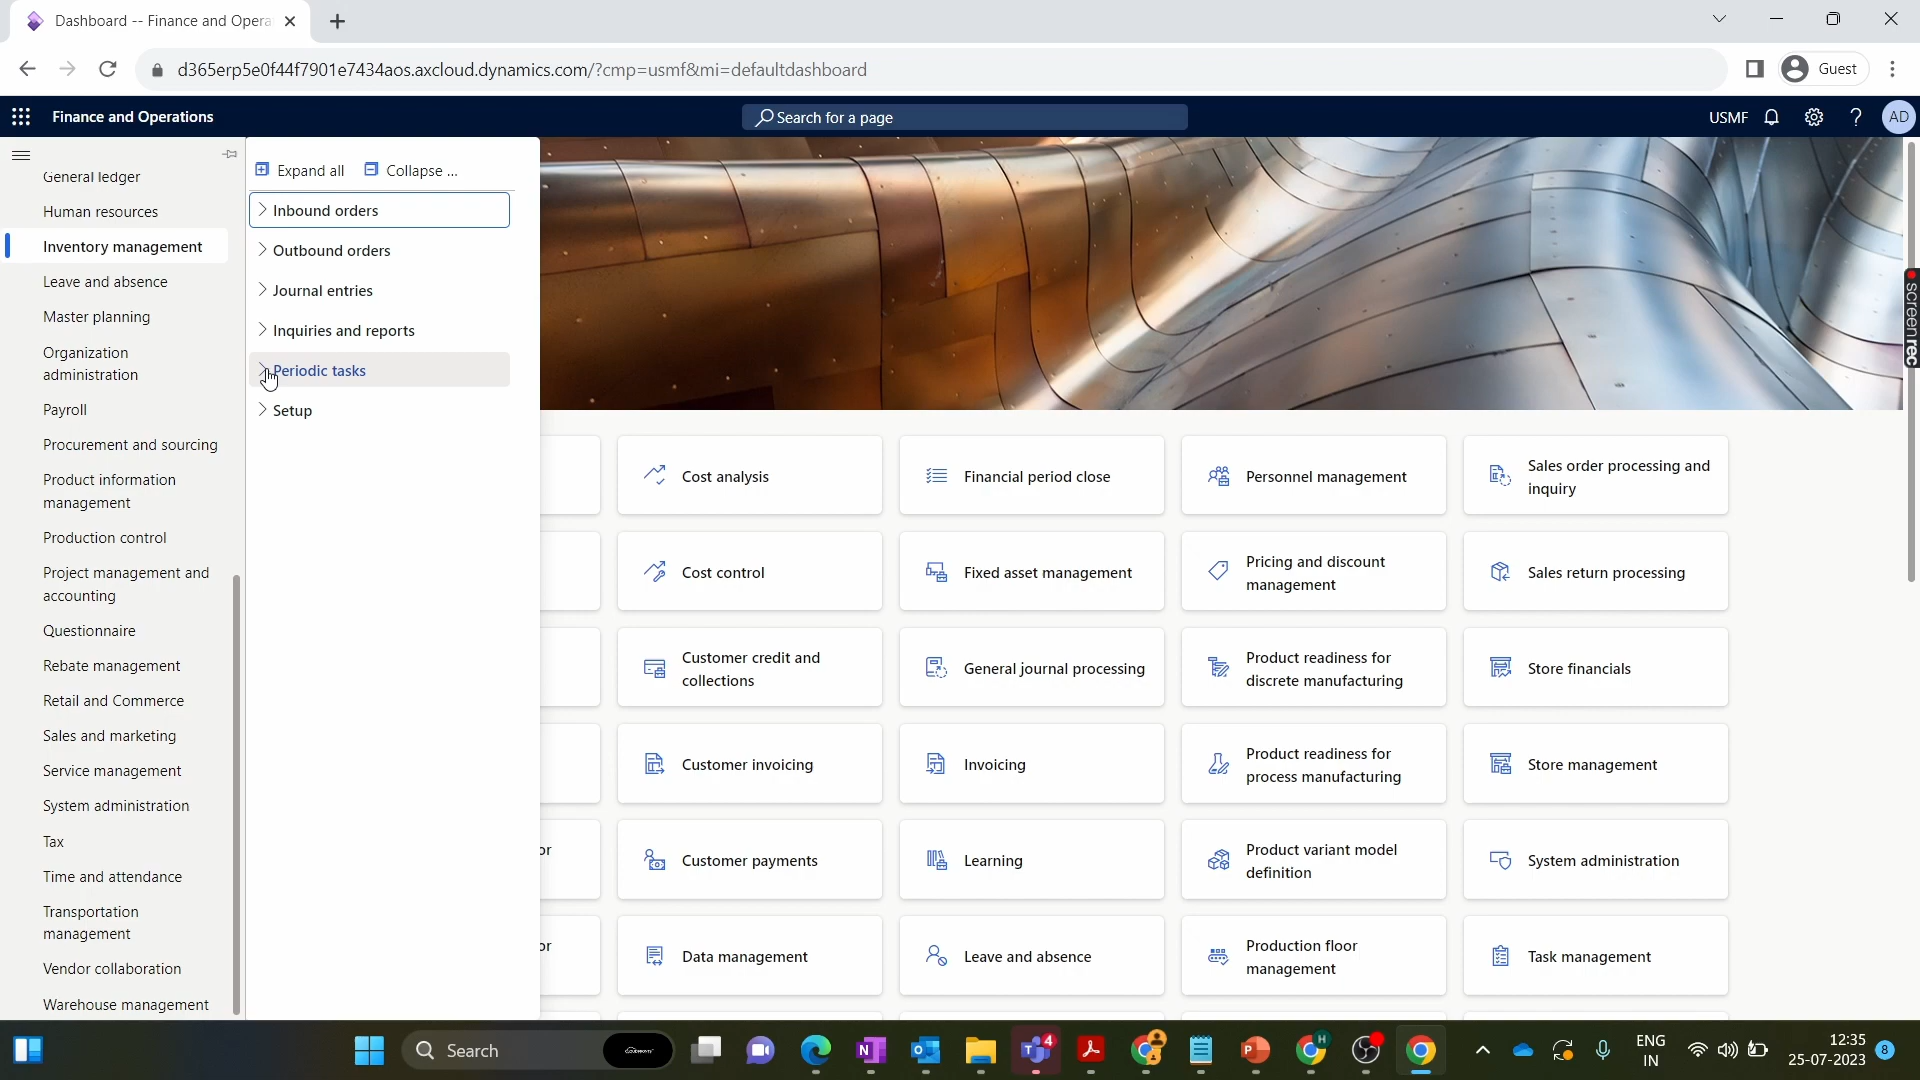 Dashboard -- Finance and Opera
d365erp5e0f44f7901e7434aos.axcloud.dynamics.com/?cmp=usmf&mi=defaultdashboard
Guest
Finance and Operations
Search for a page
USMF
AD
General ledger
Human resources
Inventory management
Leave and absence
Master planning
Organization
administration
Payroll
Procurement and sourcing
Product information
management
Production control
Project management and
accounting
Questionnaire
Rebate management
Retail and Commerce
Sales and marketing
Service management
System administration
Tax
Time and attendance
Transportation
management
Vendor collaboration
Warehouse management
Expand all
Collapse ...
Inbound orders
Outbound orders
Journal entries
Inquiries and reports
Periodic tasks
Setup
screenrec
Cost analysis
Financial period close
Personnel management
Sales order processing and
inquiry
Cost control
Fixed asset management
Pricing and discount
management
Sales return processing
Customer credit and
collections
General journal processing
Product readiness for
discrete manufacturing
Store financials
Customer invoicing
Invoicing
Product readiness for
process manufacturing
Store management
or
Customer payments
Learning
Product variant model
definition
System administration
or
Data management
Leave and absence
Production floor
management
Task management
Search
4
H
ENG
IN
12:35
25-07-2023
8